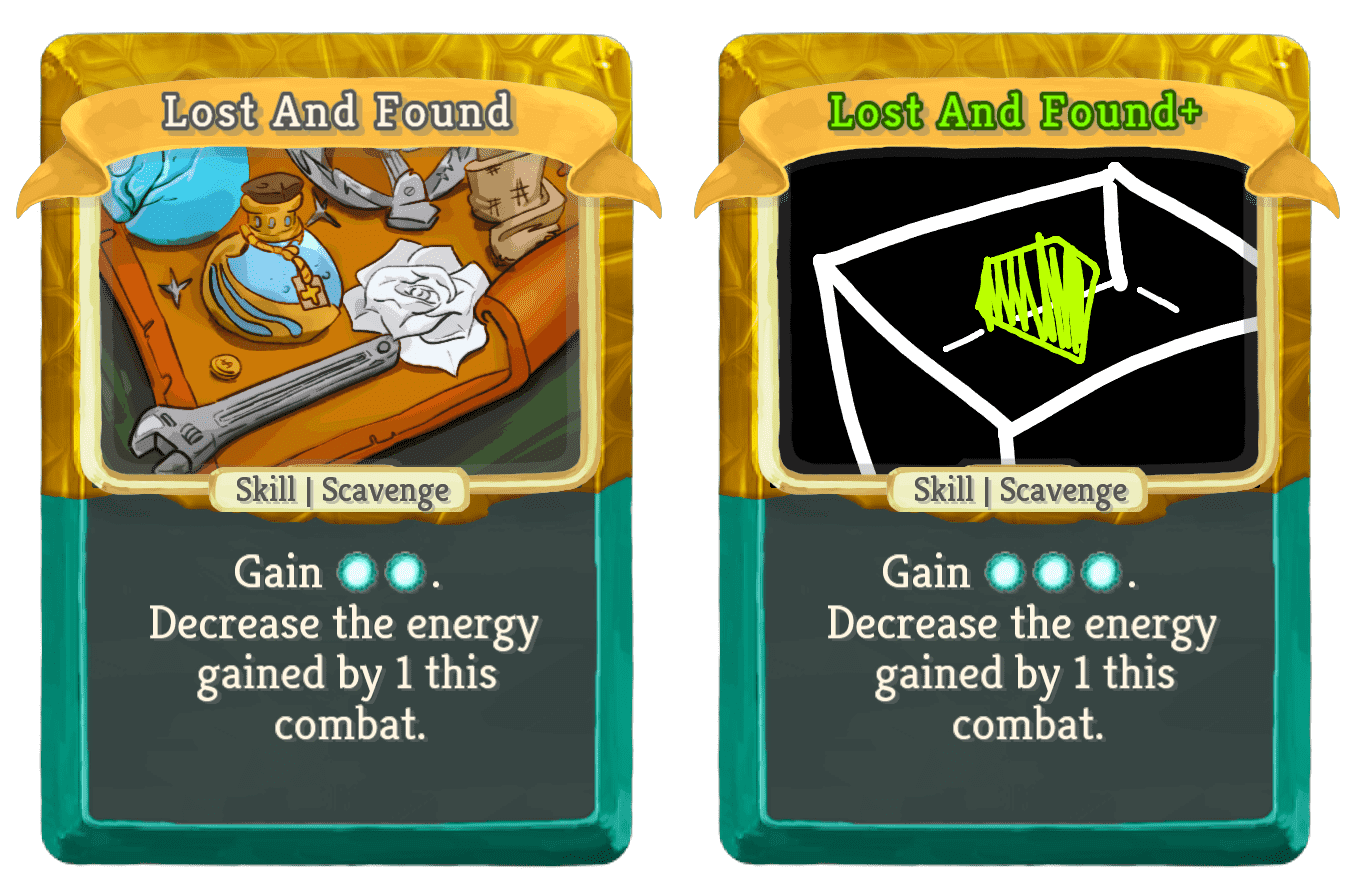 Lost And Found
Skill | Scavenge
Gain .
Decrease the energy
gained by 1 this
combat.
Lost And Found+
Skill | Scavenge
Gain .
Decrease the energy
gained by 1 this
combat.